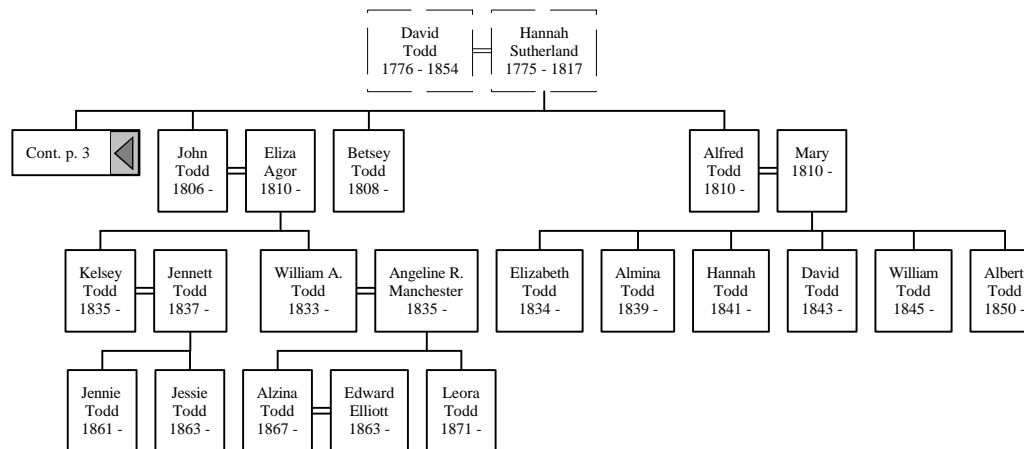 David
Todd
1776 - 1854
Hannah
Sutherland
1775 - 1817
Cont. p. 3
John
Todd
1806 -
Eliza
Agor
1810 -
Betsey
Todd
1808 -
Alfred
Todd
1810 -
Mary
1810 -
Kelsey
Todd
1835 -
Jennett
Todd
1837 -
William A.
Todd
1833 -
Angeline R.
Manchester
1835 -
Elizabeth
Todd
1834 -
Almina
Todd
1839 -
Hannah
Todd
1841 -
David
Todd
1843 -
William
Todd
1845 -
Albert
Todd
1850 -
Jennie
Todd
1861 -
Jessie
Todd
1863 -
Alzina
Todd
1867 -
Edward
Elliott
1863 -
Leora
Todd
1871 -